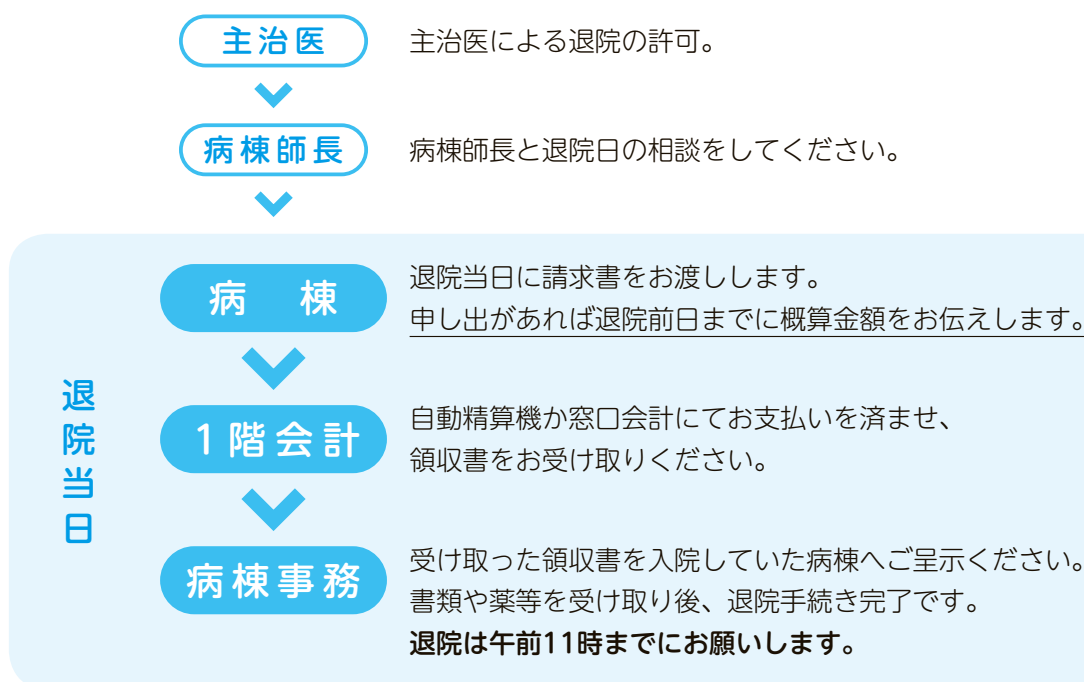 主治医
主治医による退院の許可。
病棟師長
病棟師長と退院日の相談をしてください。
退院当日
病 棟
退院当日に請求書をお渡しします。
申し出があれば退院前日までに概算金額をお伝えします。
1階会計
自動精算機か窓口会計にてお支払いを済ませ、
領収書をお受け取りください。
病棟事務
受け取った領収書を入院していた病棟へご呈示ください。
書類や薬等を受け取り後、退院手続き完了です。
退院は午前11時までにお願いします。